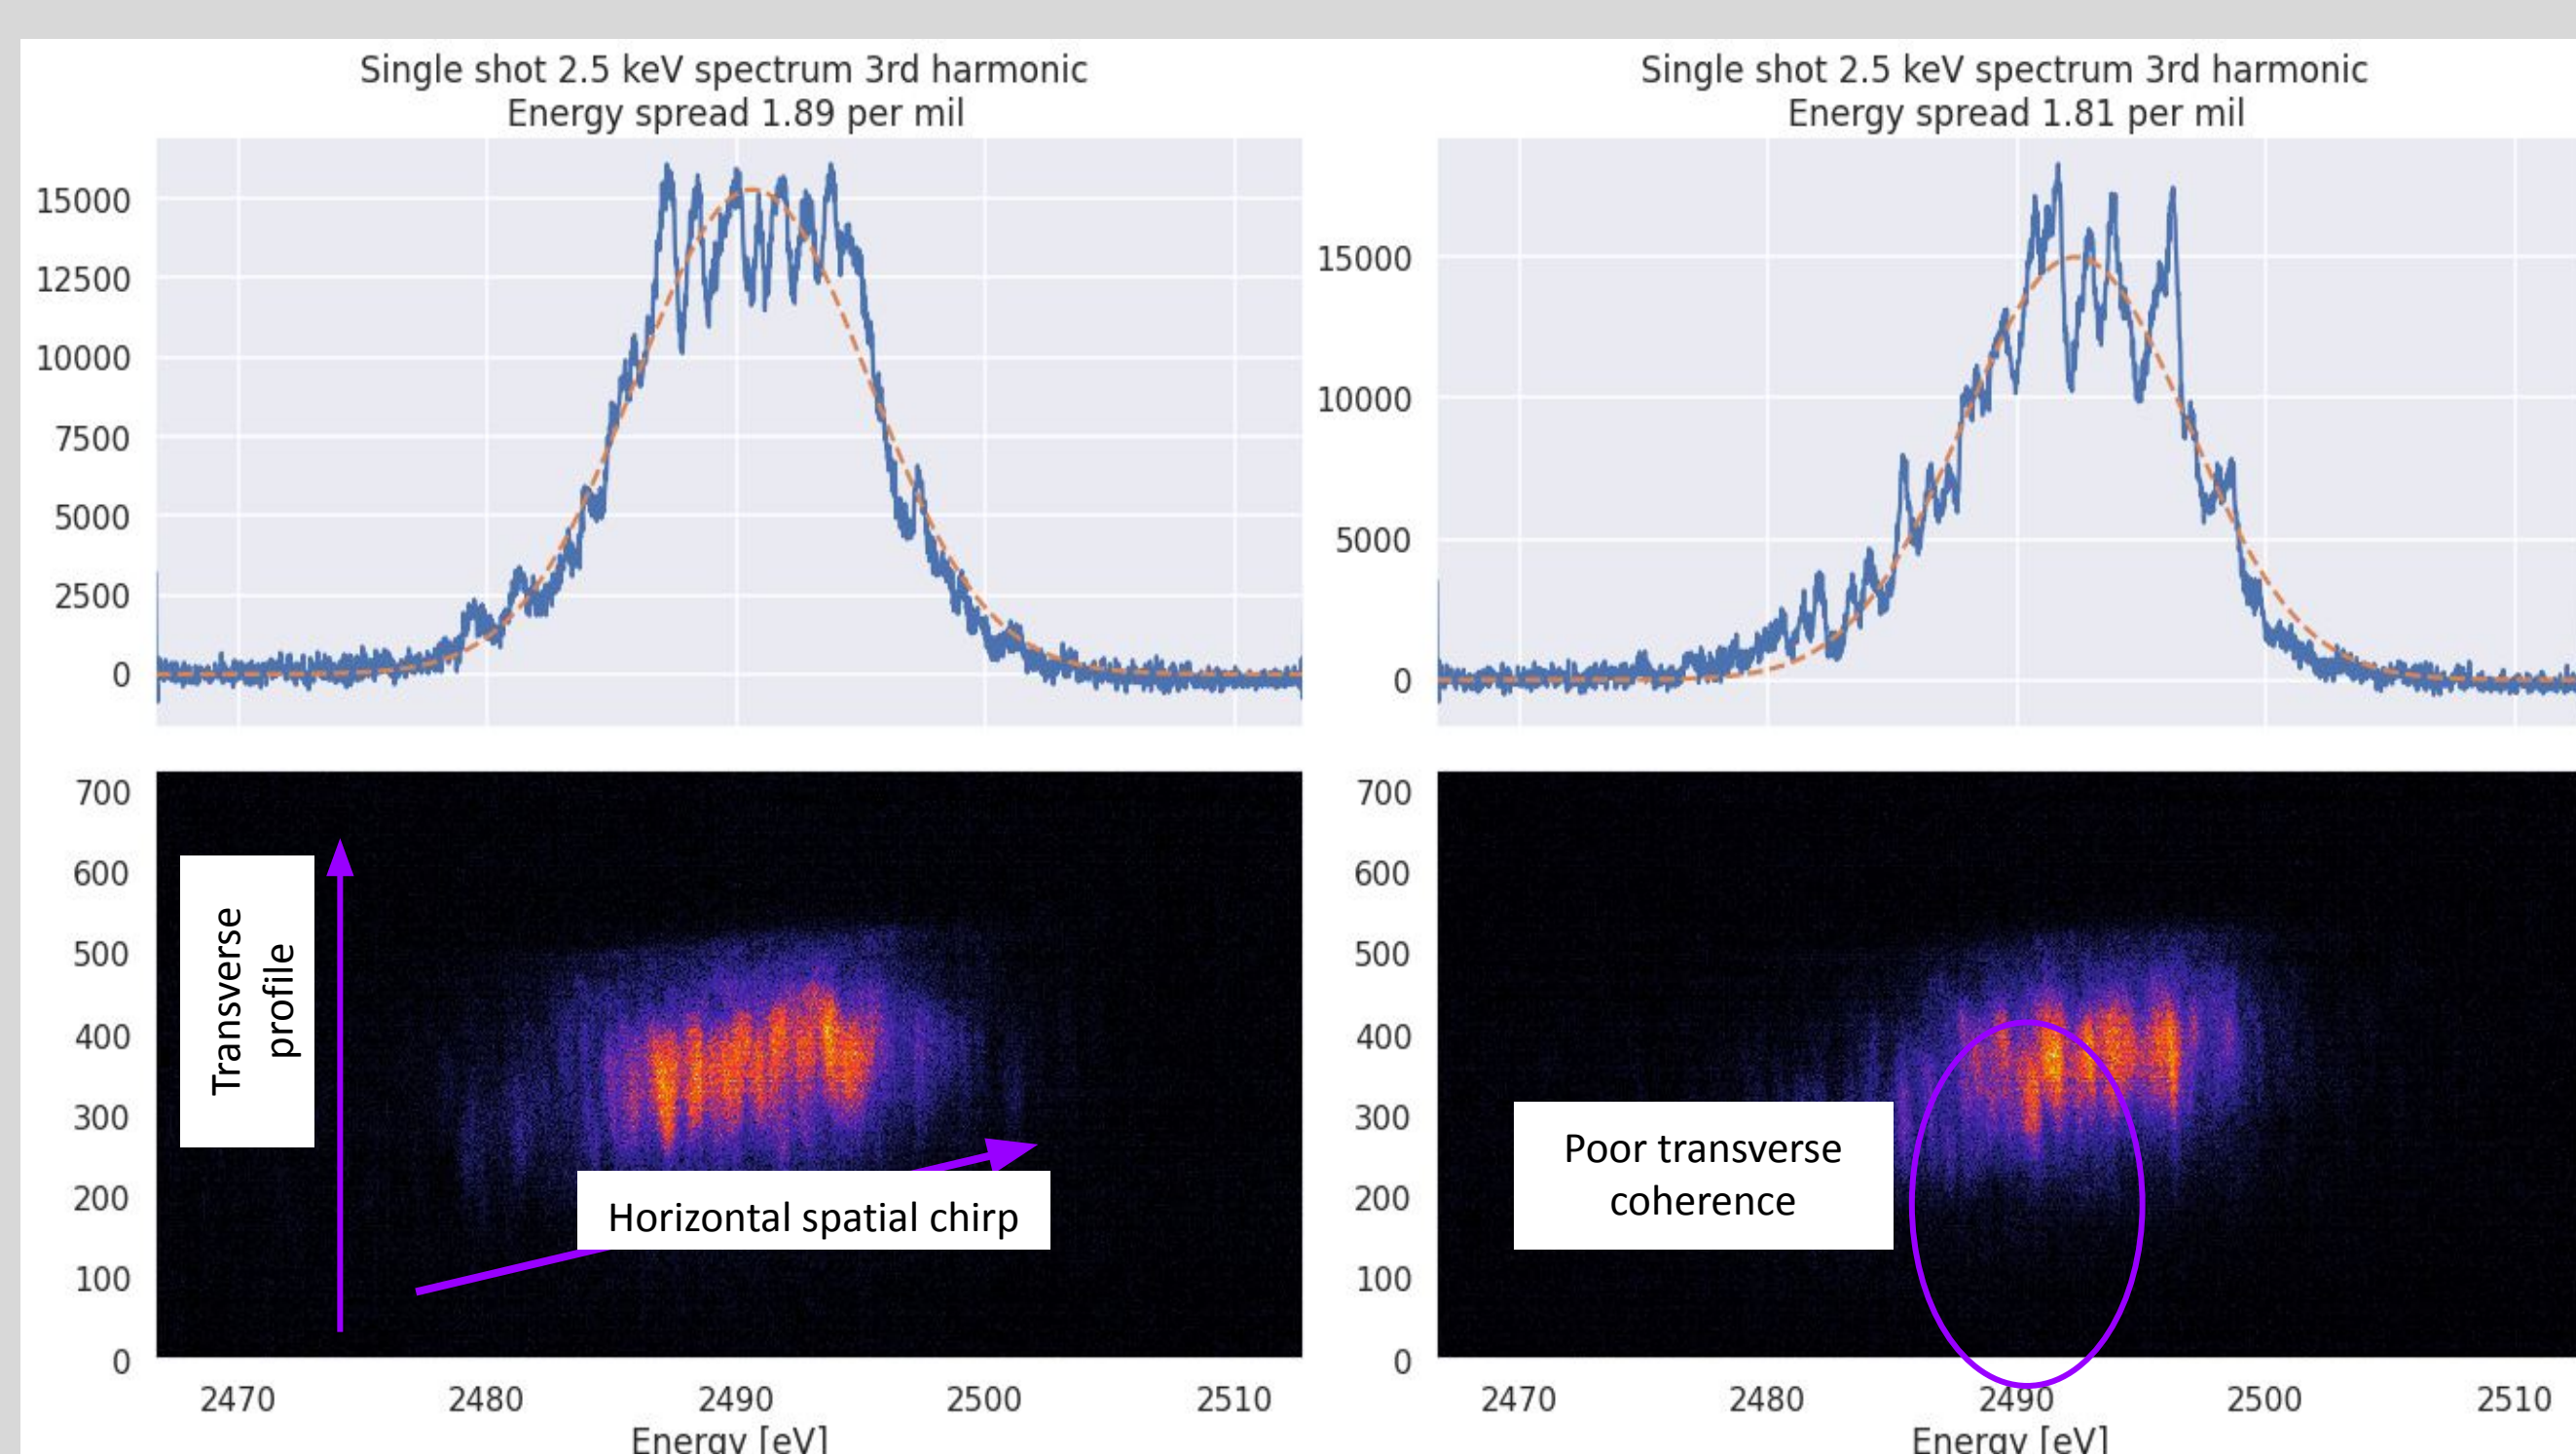 Single shot 2.5 keV spectrum 3rd harmonic
Energy spread 1.89 per mil
15000
12500
10000
7500
5000
2500
0
700
600
500
400
300
200
100
0
Transverse
profile
Horizontal spatial chirp
2470 2480 2490 2500 2510
Energy [eV]
Single shot 2.5 keV spectrum 3rd harmonic
Energy spread 1.81 per mil
15000
10000
5000
0
700
600
500
400
300
200
100
0
Poor transverse
coherence
2470 2480 2490 2500 2510
Energy [eV]